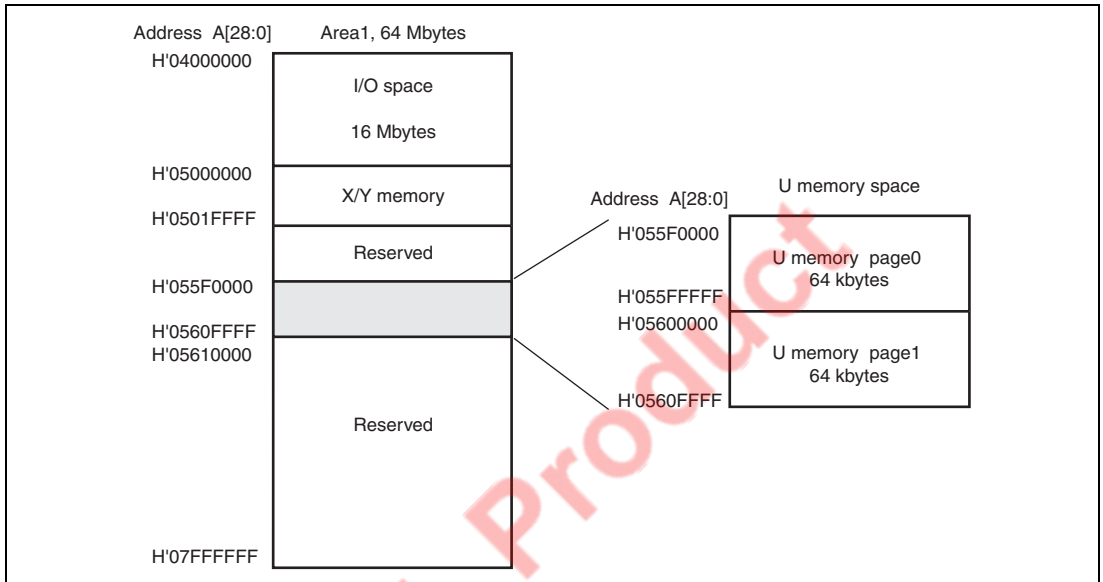 Address A[28:0]
Area1, 64 Mbytes
H'04000000
I/O space
16 Mbytes
H'05000000
X/Y memory
H'0501FFFF
Reserved
H'055F0000
H'0560FFFF
H'05610000
Reserved
H'07FFFFFF
Address A[28:0]
U memory space
H'055F0000
U memory page0
64 kbytes
H'055FFFFF
H'05600000
U memory page1
64 kbytes
H'0560FFFF
Product